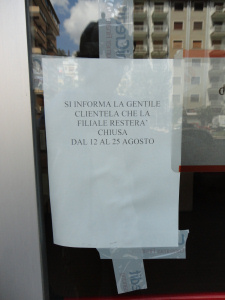 SI INFORMA LA GENTILE
CLIENTELA CHE LA
FILIALE RESTERA'
CHIUSA
DAL 12 AL 25 AGOSTO